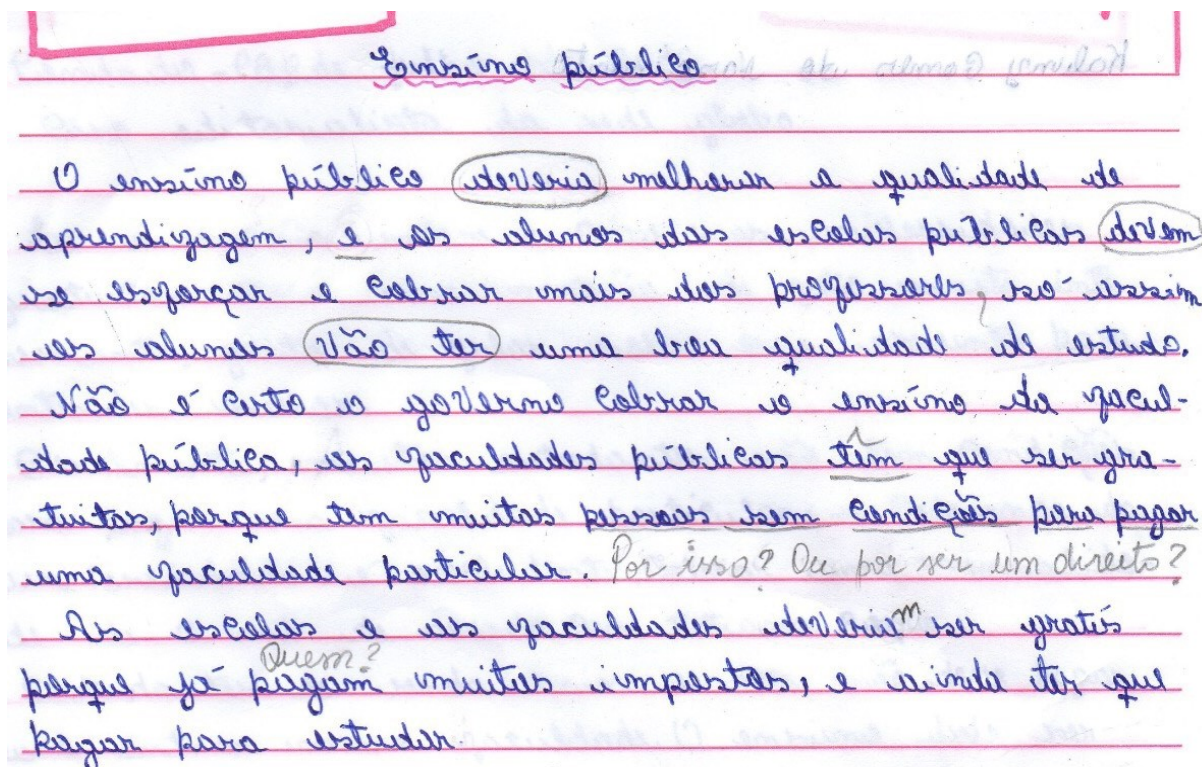 Ensino público
O ensino público deveria melhorar a qualidade de
aprendizagem, e os alunos das escolas públicas devem
se esforçar e cobrar mais dos professores, só assim
os alunos vão ter uma boa qualidade de estudo.
Não é certo o governo cobrar o ensino da facul-
dade pública, as faculdades públicas têm que ser gra-
tuitas, porque tem muitas pessoas sem condições para pagar
uma faculdade particular. Por isso? Ou por ser um direito?
As escolas e as faculdades deveriam ser gratis
Quem?
porque já pagam muitos impostos, e ainda ter que
pagar para estudar.